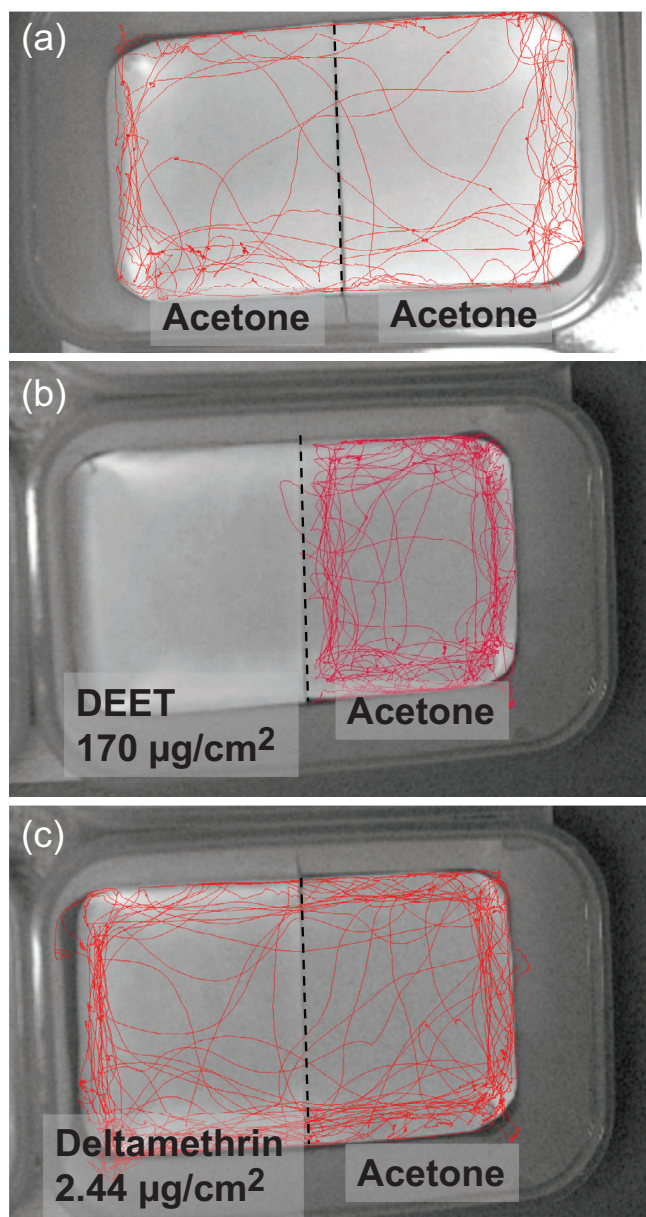 (a)
Acetone Acetone
(b)
DEET
170 µg/cm2
Acetone
(c)
Deltamethrin
2.44 µg/cm2
Acetone